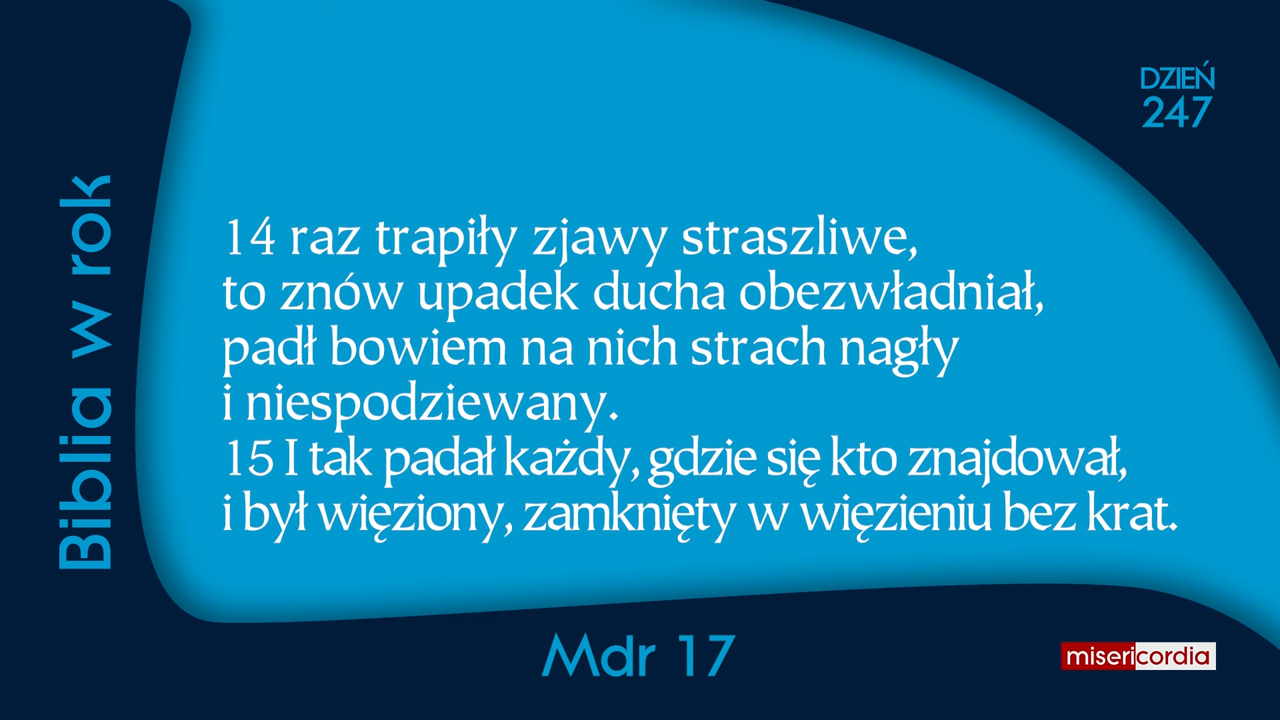 DZIEŃ
247
Biblia w rok
14 raz trapiły zjawy straszliwe,
to znów upadek ducha obezwładniał,
padł bowiem na nich strach nagły
i niespodziewany.
15 I tak padał każdy, gdzie się kto znajdował,
i był więziony, zamknięty w więzieniu bez krat.
Mdr 17
misericordia